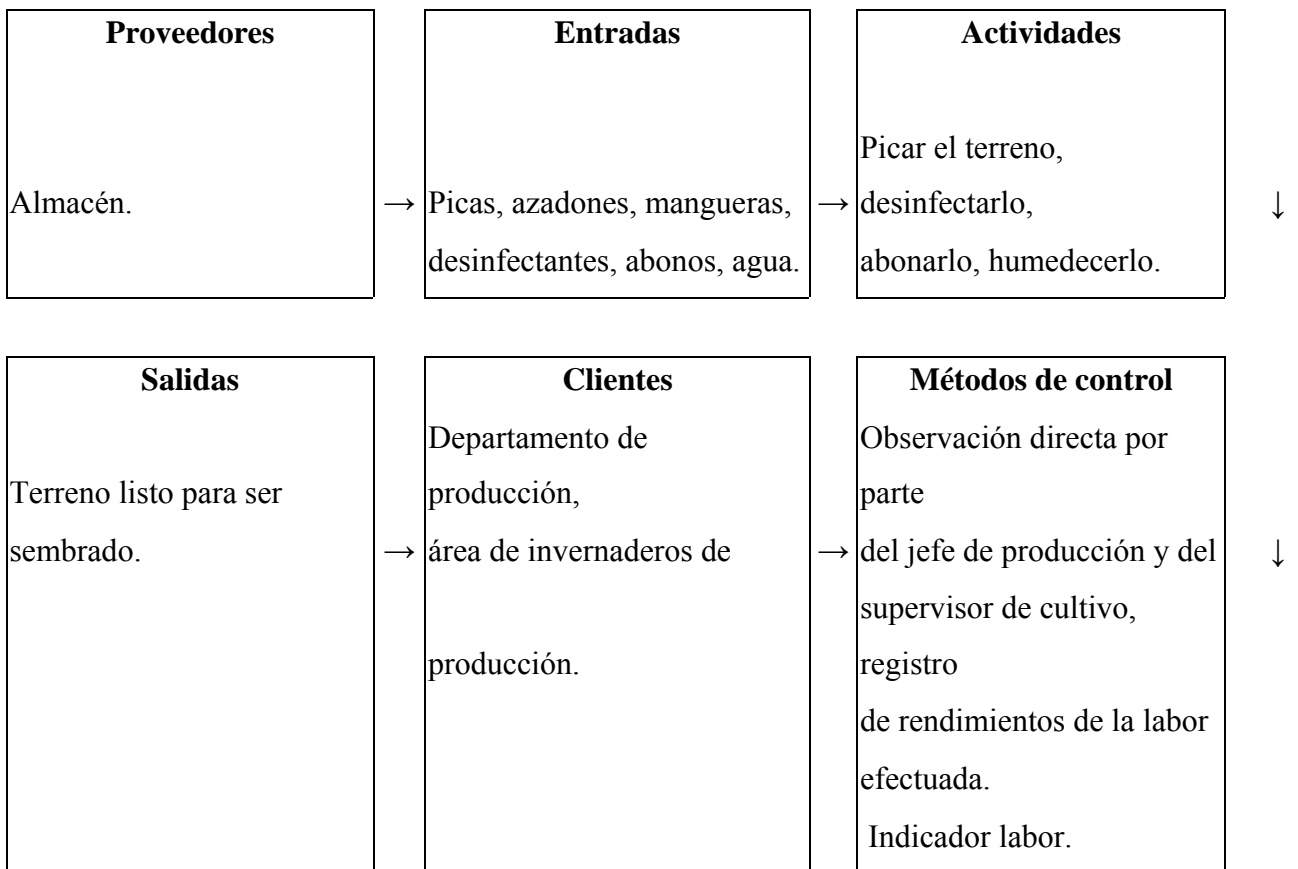 Proveedores
Almacén.
→
Entradas
Picas, azadones, mangueras,
desinfectantes, abonos, agua.
→
Actividades
Picar el terreno,
desinfectarlo,
abonarlo, humedecerlo.
↓
Salidas
Terreno listo para ser
sembrado.
→
Clientes
Departamento de
producción,
área de invernaderos de
producción.
→
Métodos de control
Observación directa por
parte
del jefe de producción y del
supervisor de cultivo,
registro
de rendimientos de la labor
efectuada.
Indicador labor.
↓